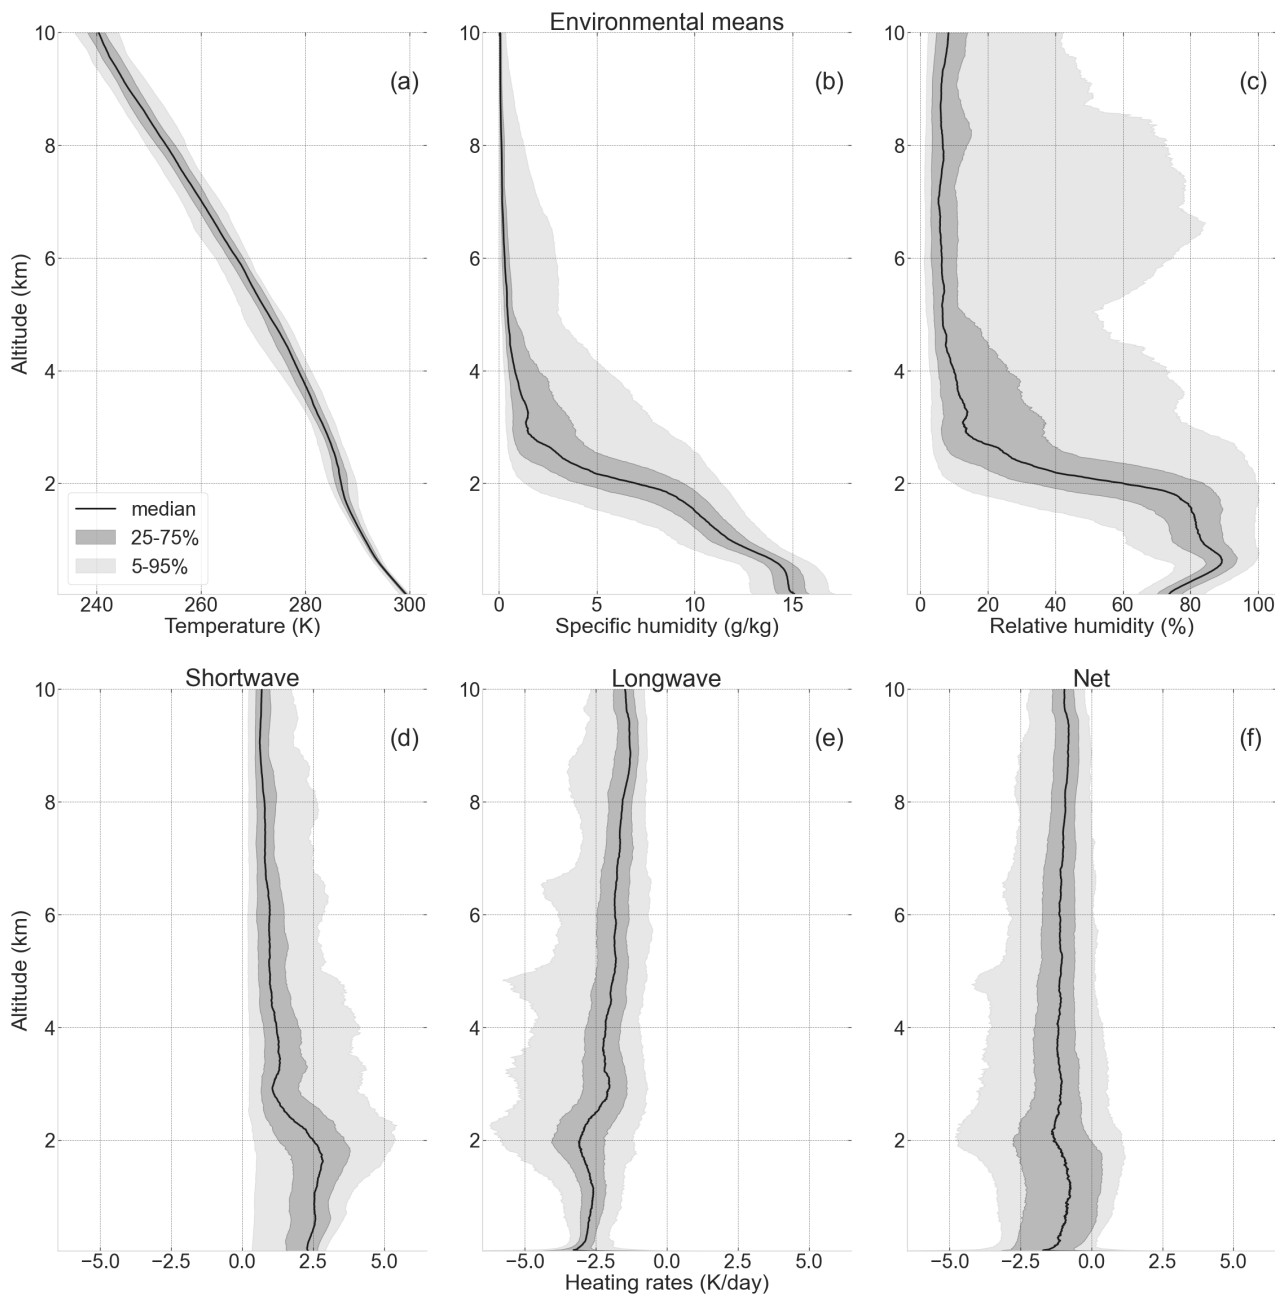 Environmental means
10
8
6
4
2
Altitude (km)
(a)
median
25-75%
5-95%
240 260 280 300
Temperature (K)
10
8
6
4
2
(b)
0 5 10 15
Specific humidity (g/kg)
10
8
6
4
2
(c)
0 20 40 60 80 100
Relative humidity (%)
Shortwave
10
8
6
4
2
Altitude (km)
(d)
−5.0 −2.5 0.0 2.5 5.0
Longwave
10
8
6
4
2
(e)
−5.0 −2.5 0.0 2.5 5.0
Heating rates (K/day)
Net
10
8
6
4
2
(f)
−5.0 −2.5 0.0 2.5 5.0